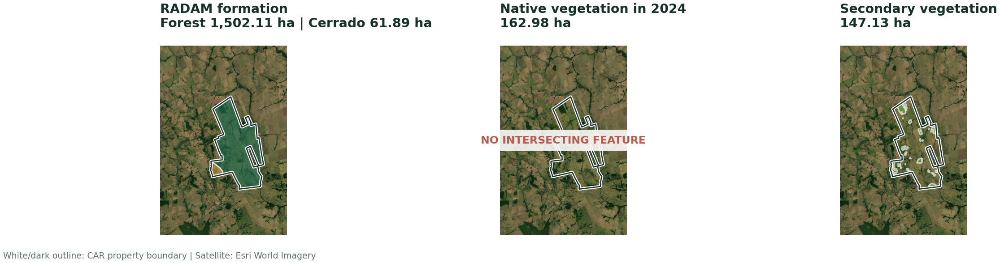 RADAM formation
Forest 1,502.11 ha | Cerrado 61.89 ha
Native vegetation in 2024
162.98 ha
Secondary vegetation
147.13 ha
NO INTERSECTING FEATURE
White/dark outline: CAR property boundary | Satellite: Esri World Imagery